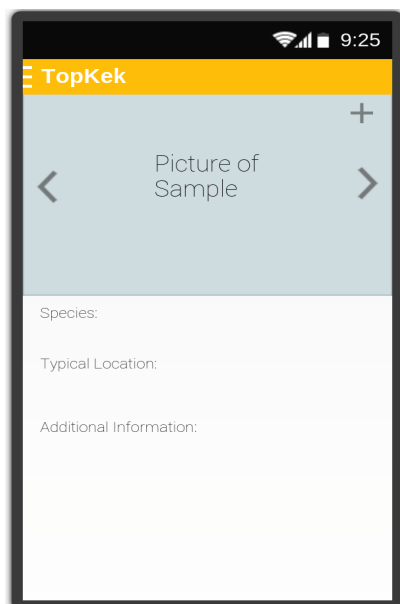 9:25
TopKek
Picture of
Sample
Species:
Typical Location:
Additional Information: